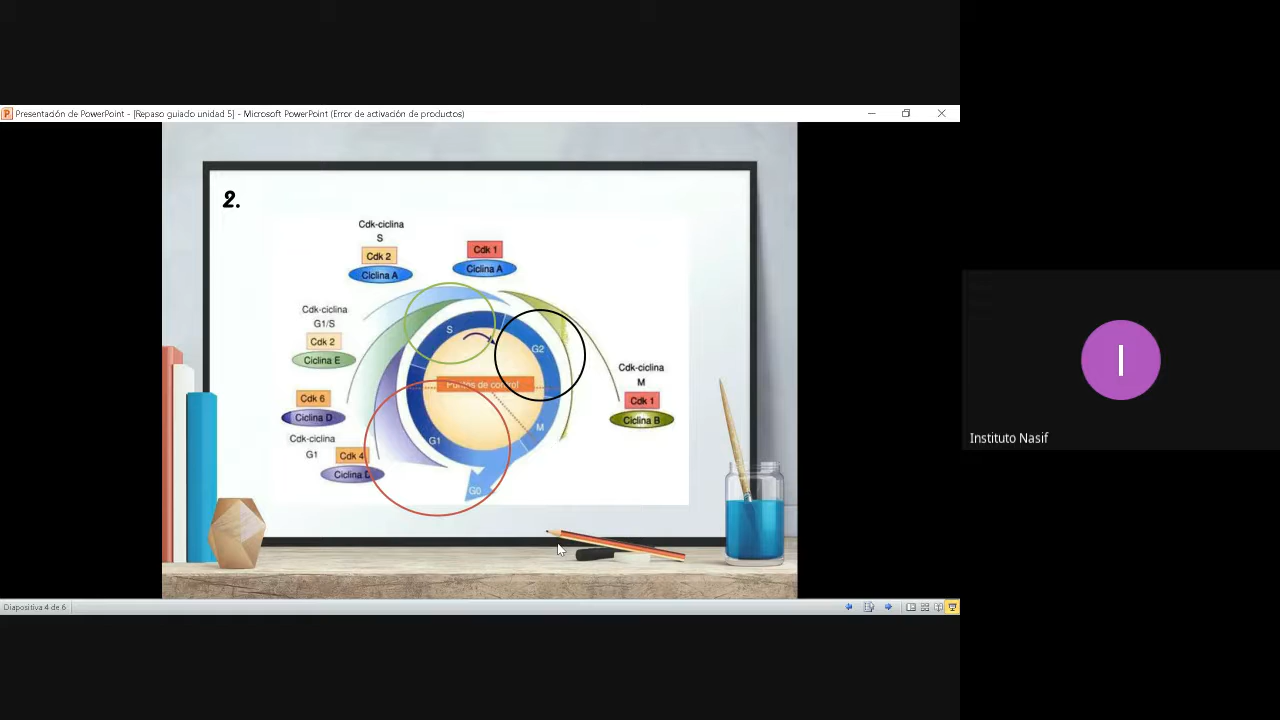 Presentación de PowerPoint - [Repaso guiado unidad 5] - Microsoft PowerPoint (Error de activación de productos)
2.
Cdk-ciclina
S
Cdk 2
Ciclina A
Cdk 1
Ciclina A
Cdk-ciclina
G1/S
Cdk 2
Ciclina E
Cdk 6
Ciclina D
Cdk-ciclina
G1
Cdk 4
Ciclina D
S
G2
Puntos de control
G1
M
G0
Cdk-ciclina
M
Cdk 1
Ciclina B
Instituto Nasif
I
Diapositiva 4 de 6